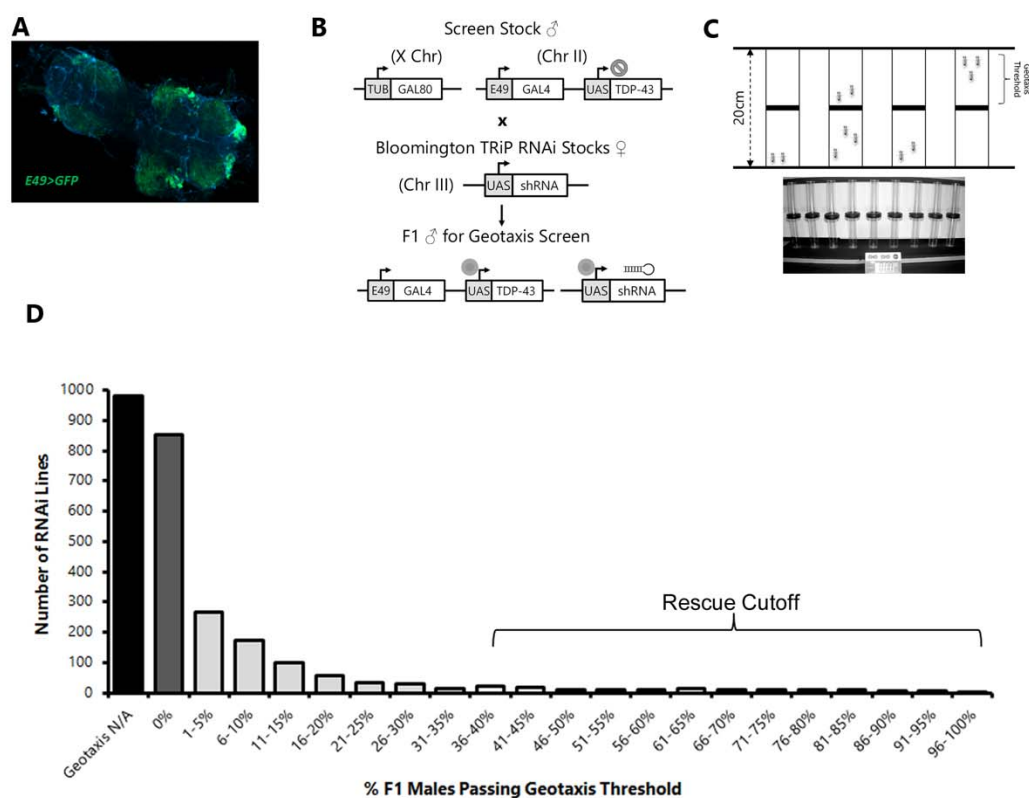 A
E49>GFP
B
Screen Stock ♂
(X Chr)
(Chr II)
TUB GAL80
E49 GAL4
UAS TDP-43
x
Bloomington TRiP RNAi Stocks ♀
(Chr III)
UAS shRNA
F1 ♂ for Geotaxis Screen
E49 GAL4
UAS TDP-43
UAS shRNA
C
20cm
Geotaxis
Threshold
D
Number of RNAi Lines
1000
900
800
700
600
500
400
300
200
100
0
Rescue Cutoff
Geotaxis N/A
0%
1-5%
6-10%
11-15%
16-20%
21-25%
26-30%
31-35%
36-40%
41-45%
46-50%
51-55%
56-60%
61-65%
66-70%
71-75%
76-80%
81-85%
86-90%
91-95%
96-100%
% F1 Males Passing Geotaxis Threshold